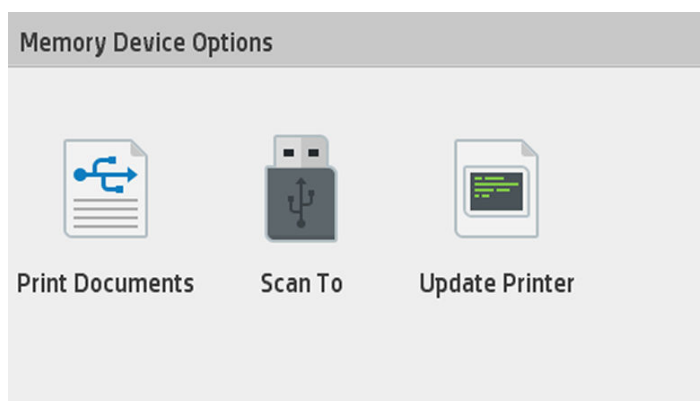 Memory Device Options
Print Documents
Scan To
Update Printer